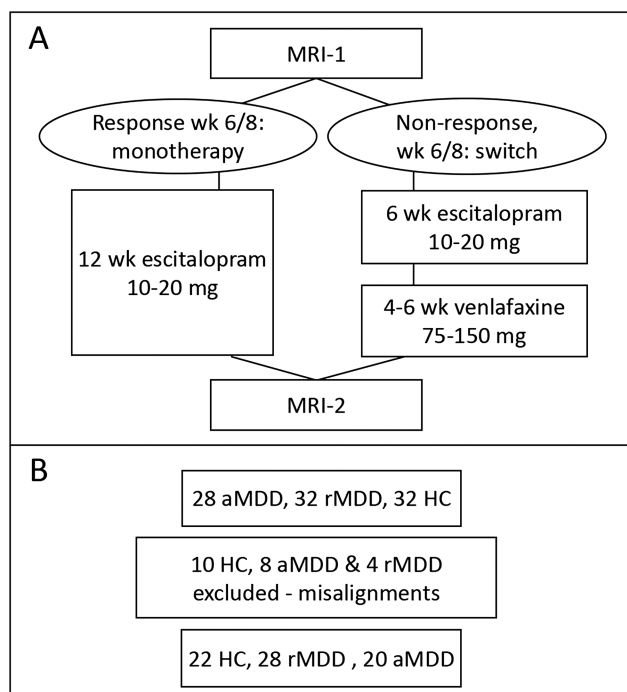 A
MRI-1
Response wk 6/8:
monotherapy
Non-response,
wk 6/8: switch
12 wk escitalopram
10-20 mg
6 wk escitalopram
10-20 mg
4-6 wk venlafaxine
75-150 mg
MRI-2
B
28 aMDD, 32 rMDD, 32 HC
10 HC, 8 aMDD & 4 rMDD
excluded - misalignments
22 HC, 28 rMDD , 20 aMDD